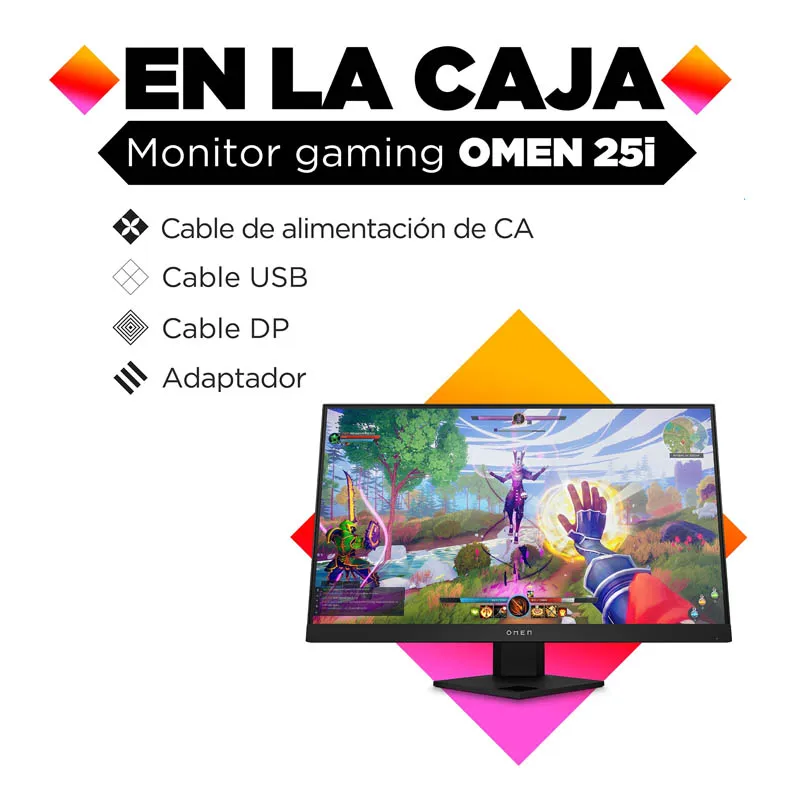 EN LA CAJA
Monitor gaming OMEN 25i
Cable de alimentación de CA
Cable USB
Cable DP
Adaptador
OMEN